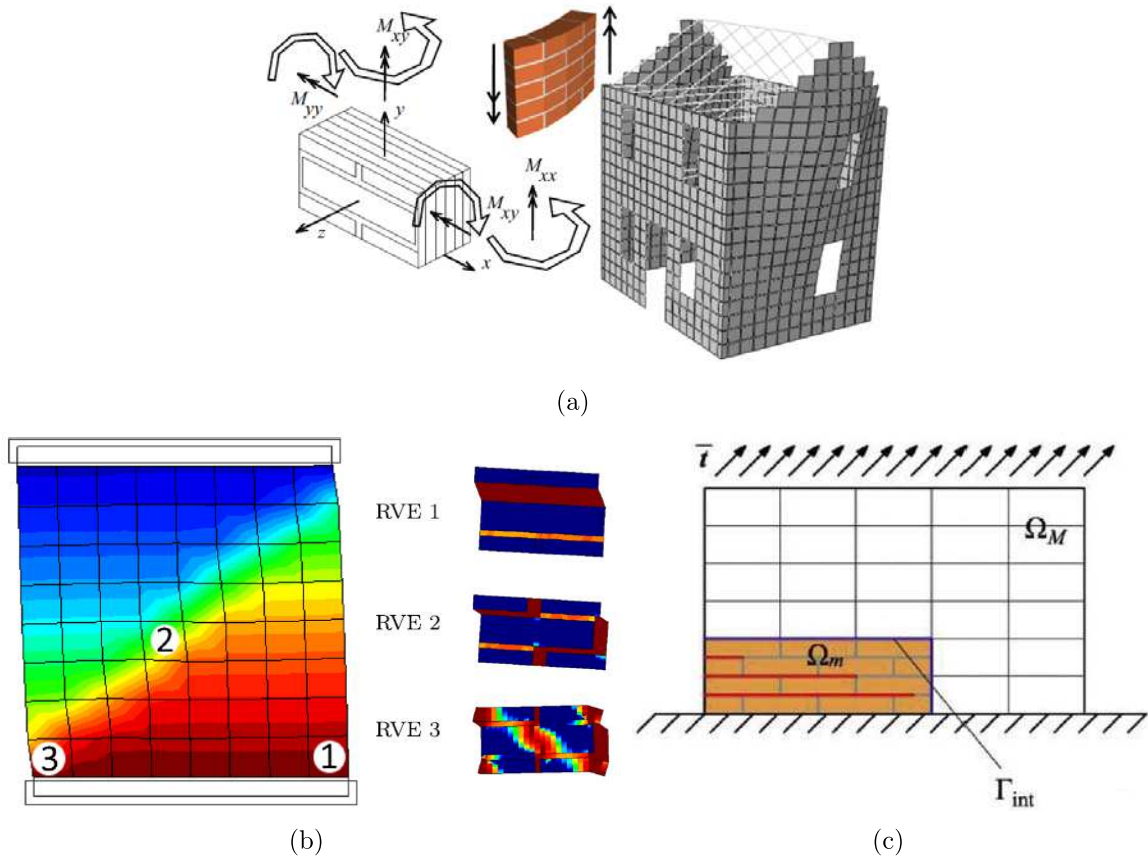 M_xy
M_yy
y
M_xx
M_xy
z
x
(a)
RVE 1
RVE 2
RVE 3
2
3
1
(b)
t̅
Ω_M
Ω_m
Γ_int
(c)